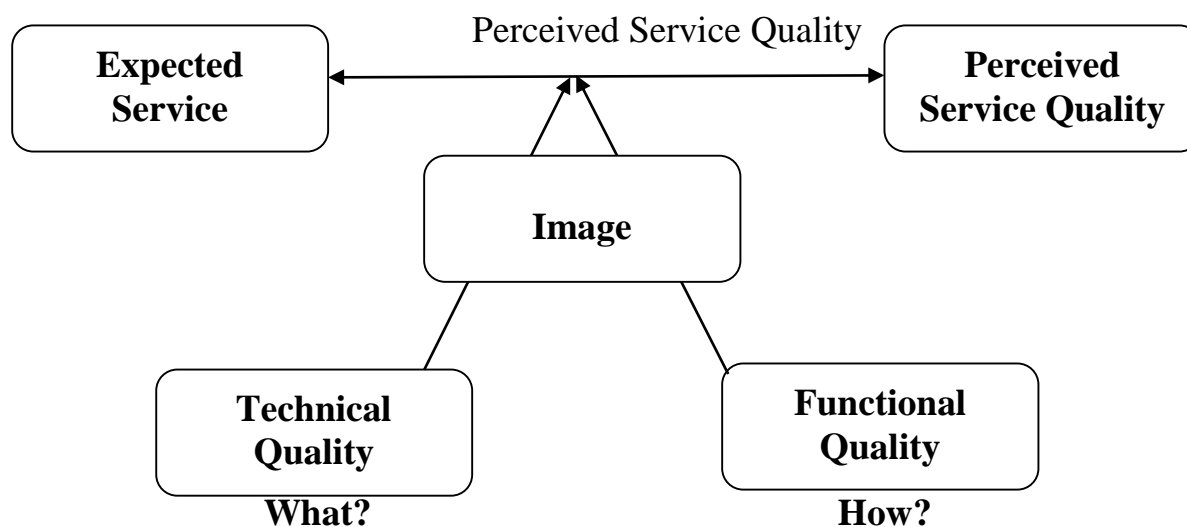 Perceived Service Quality
Expected
Service
Perceived
Service Quality
Image
Technical
Quality
Functional
Quality
What?
How?